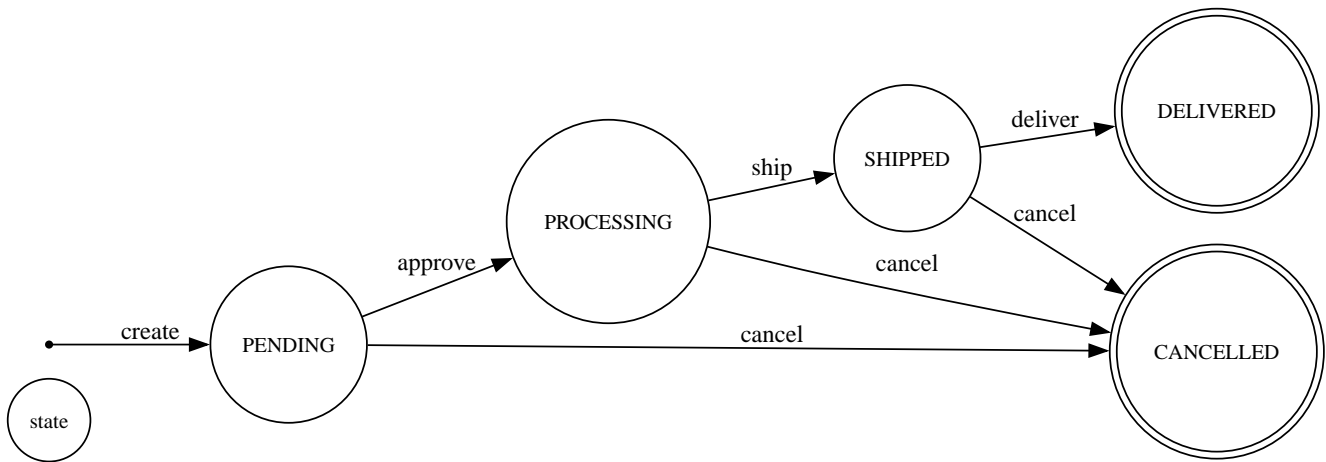 DELIVERED
deliver
SHIPPED
ship
cancel
PROCESSING
cancel
approve
create
PENDING
cancel
CANCELLED
state